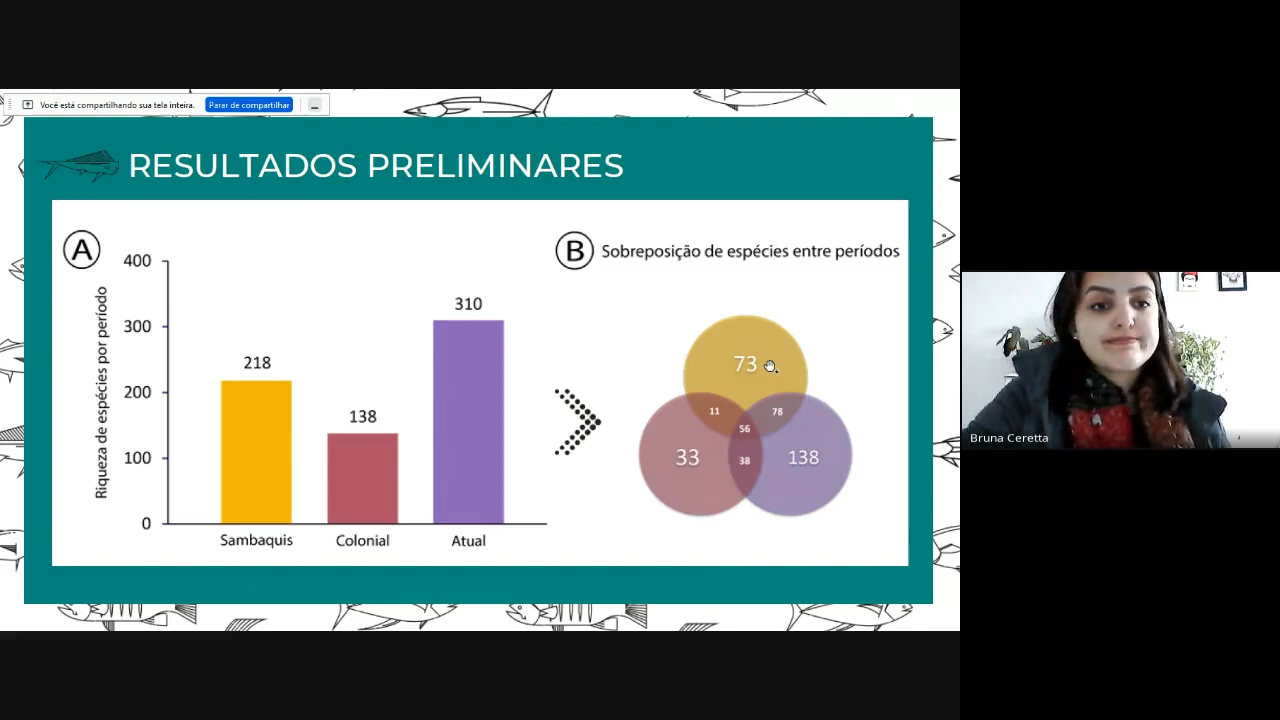 Você está compartilhando sua tela inteira.
Parar de compartilhar
RESULTADOS PRELIMINARES
A
Riqueza de espécies por período
400
300
200
100
0
218
138
310
Sambaquis
Colonial
Atual
B
Sobreposição de espécies entre períodos
73
11
78
56
33
38
138
Bruna Ceretta